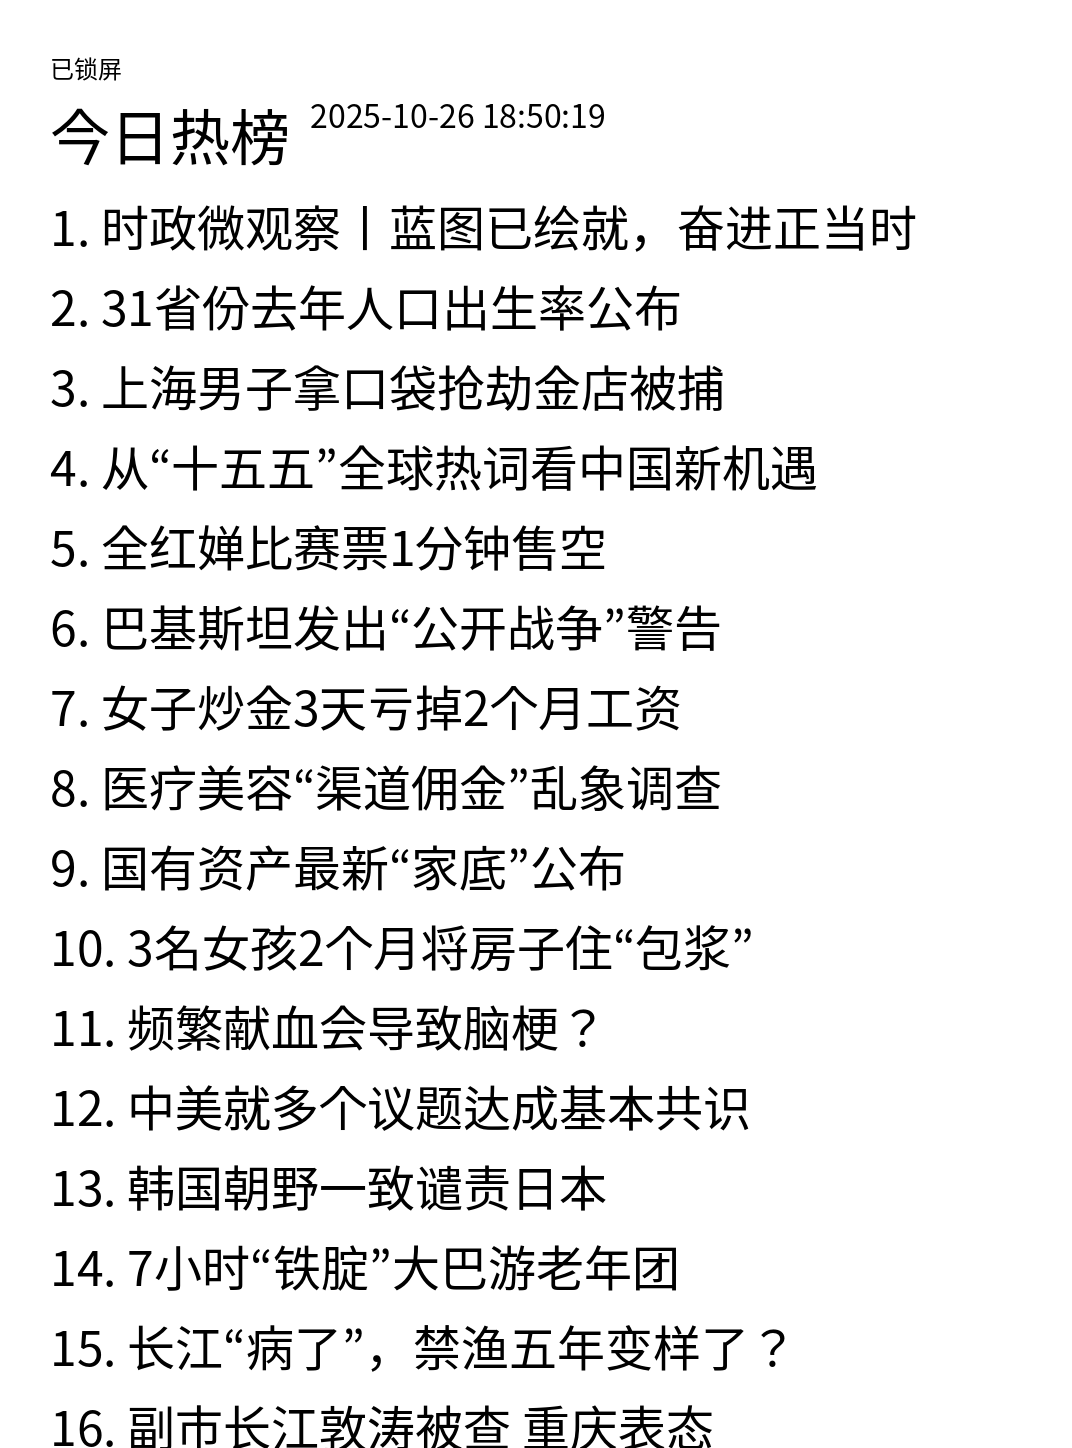 已锁屏
今日热榜 2025-10-26 18:50:19
1. 时政微观察丨蓝图已绘就，奋进正当时
2. 31省份去年人口出生率公布
3. 上海男子拿口袋抢劫金店被捕
4. 从“十五五”全球热词看中国新机遇
5. 全红婵比赛票1分钟售空
6. 巴基斯坦发出“公开战争”警告
7. 女子炒金3天亏掉2个月工资
8. 医疗美容“渠道佣金”乱象调查
9. 国有资产最新“家底”公布
10. 3名女孩2个月将房子住“包浆”
11. 频繁献血会导致脑梗？
12. 中美就多个议题达成基本共识
13. 韩国朝野一致谴责日本
14. 7小时“铁腚”大巴游老年团
15. 长江“病了”，禁渔五年变样了？
16. 副市长江敦涛被查 重庆表态